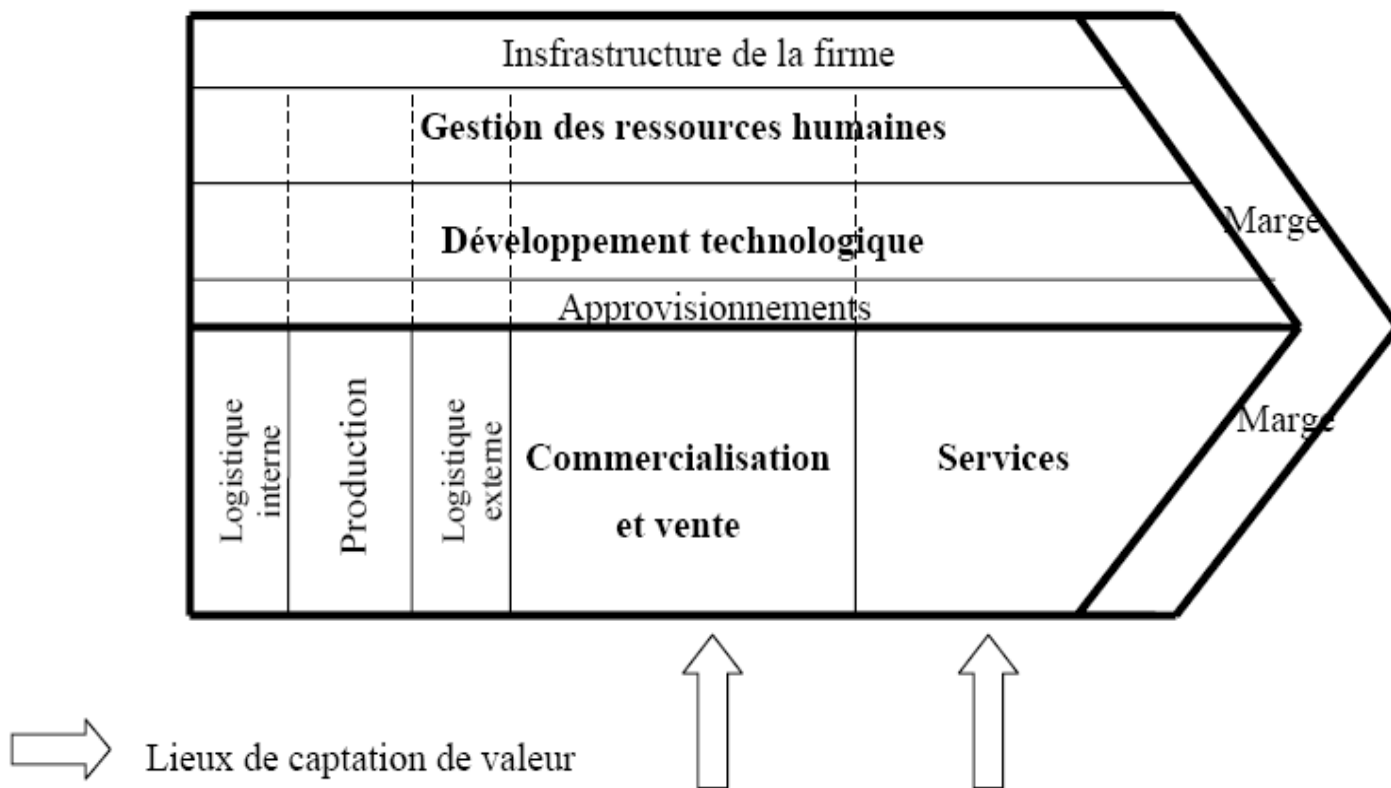 Insfrastructure de la firme
Gestion des ressources humaines
Développement technologique
Approvisionnements
Marge
Logistique
interne
Production
Logistique
externe
Commercialisation
et vente
Services
Marge
Lieux de captation de valeur